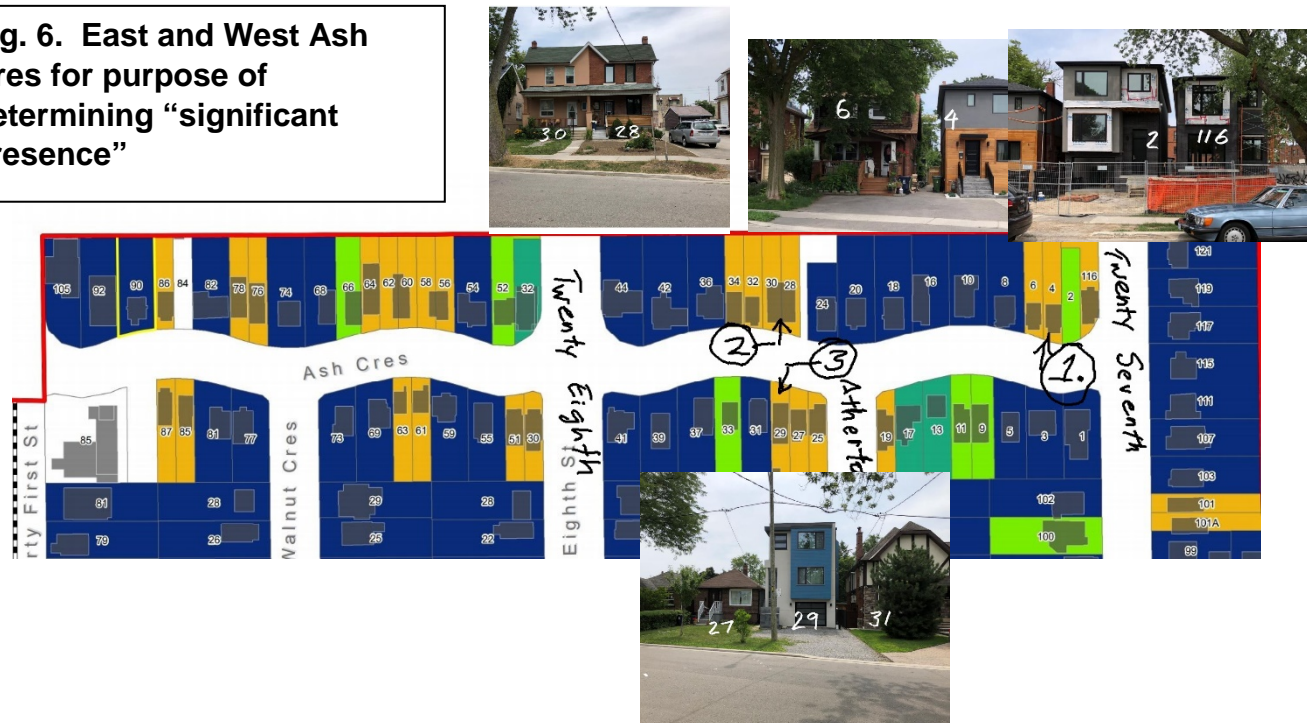 g. 6. East and West Ash
res for purpose of
etermining “significant
resence”
30 28
6 4 2 116
105 92 90 86 84 82 78 76 74 68 66 64 62 60 58 56 54 52 32
Twenty Eighth
44 42 36 34 32 30 28 24 20 18 16 10 8 6 4 2 116
Twenty Seventh
121
119
117
115
111
107
103
101
101A
99
2 3 1.
Ash Cres
rty First St
85 87 85 81 77
Walnut Cres
73 69 63 61 59 55 51 30
Eighth St
41 39 37 33 31 29 27 25
Atherto
19 17 13 11 9 5 3 1
81 28 29 28 102
79 26 25 22 100
27 29 31